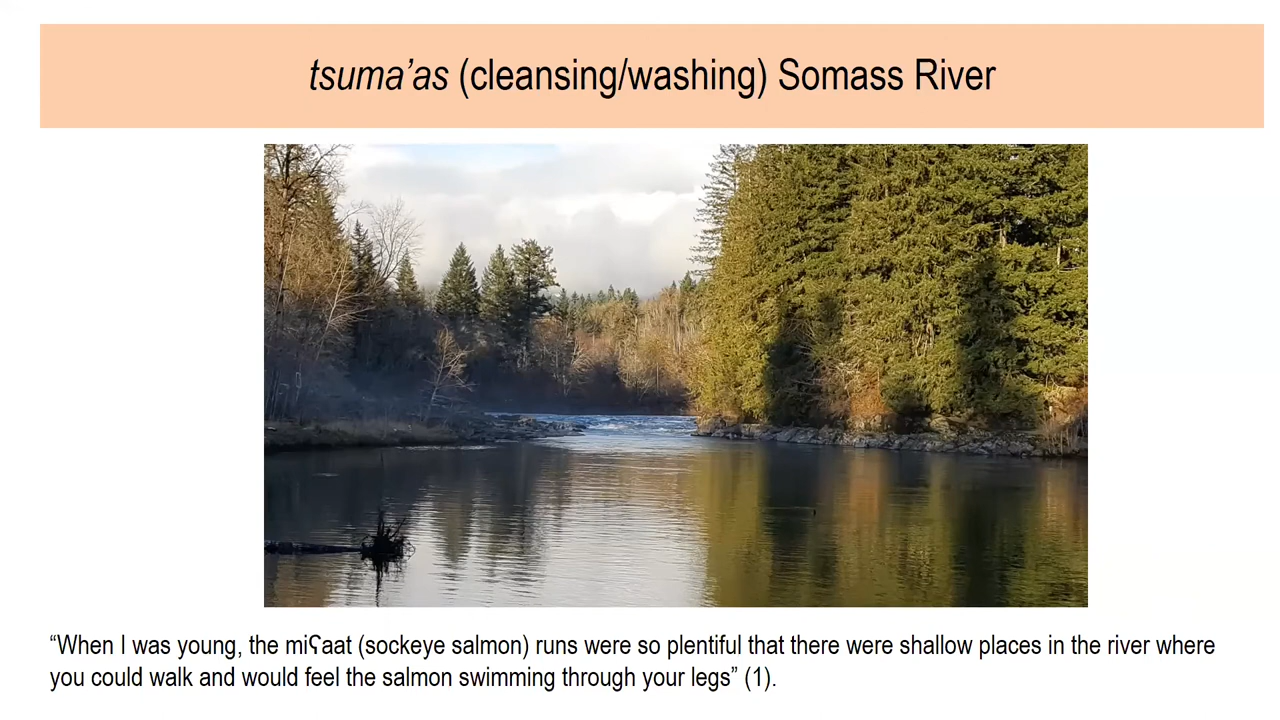 tsuma’as (cleansing/washing) Somass River
“When I was young, the miʕaat (sockeye salmon) runs were so plentiful that there were shallow places in the river where
you could walk and would feel the salmon swimming through your legs” (1).